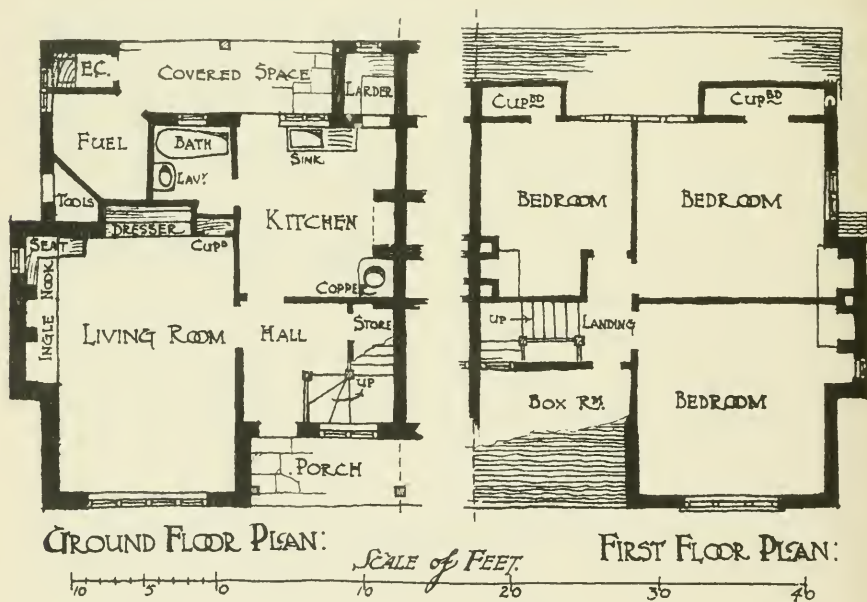 E.C.
COVERED SPACE
LARDER
FUEL
BATH
LAVY.
SINK
TOOLS
KITCHEN
DRESSER
CUPD
SEAT
INGLE NOOK
COPPER
LIVING ROOM
HALL
STORE
UP
PORCH
GROUND FLOOR PLAN:
CUPBD
CUPBD
BEDROOM
BEDROOM
UP
LANDING
BOX RM.
BEDROOM
FIRST FLOOR PLAN:
SCALE of FEET.
10 5 0 10 20 30 40